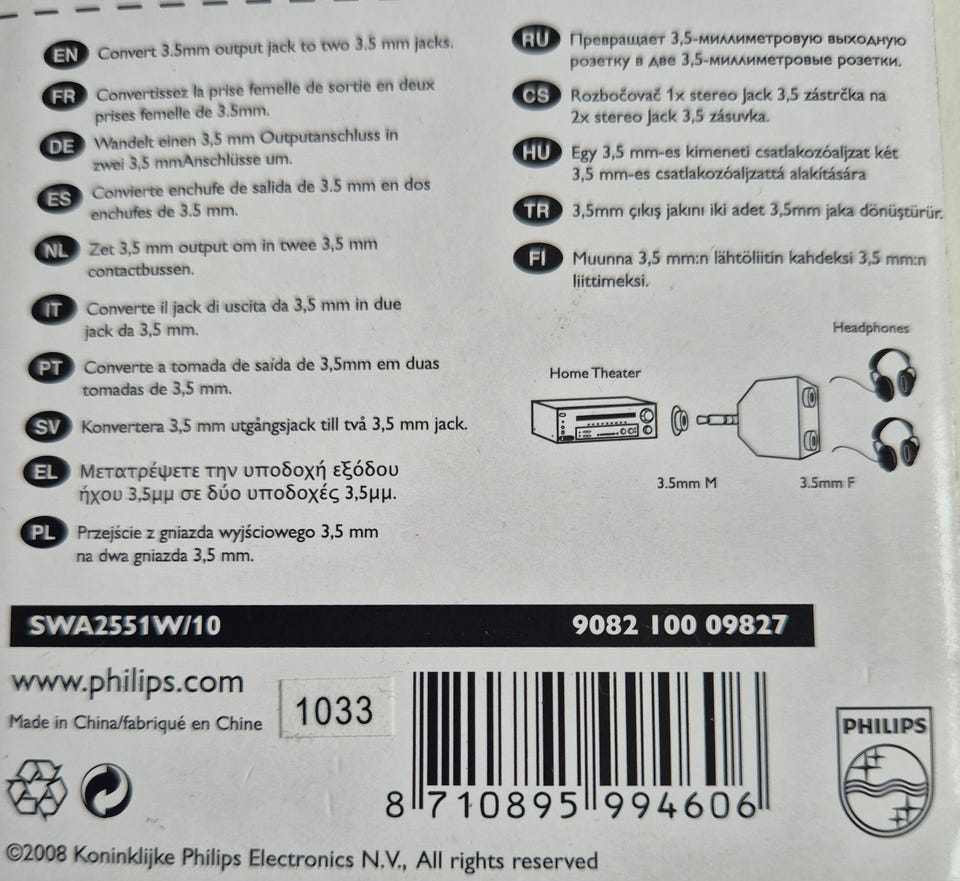 EN Convert 3.5mm output jack to two 3.5 mm jacks.
FR Convertissez la prise femelle de sortie en deux
prises femelle de 3.5mm.
DE Wandelt einen 3,5 mm Outputanschluss in
zwei 3,5 mmAnschlüsse um.
ES Convierte enchufe de salida de 3.5 mm en dos
enchufes de 3.5 mm.
NL Zet 3,5 mm output om in twee 3,5 mm
contactbussen.
IT Converte il jack di uscita da 3,5 mm in due
jack da 3,5 mm.
PT Converte a tomada de saída de 3,5mm em duas
tomadas de 3,5 mm.
SV Konvertera 3,5 mm utgångsjack till två 3,5 mm jack.
EL Μετατρέψετε την υποδοχή εξόδου
ήχου 3,5μμ σε δύο υποδοχές 3,5μμ.
PL Przejście z gniazda wyjściowego 3,5 mm
na dwa gniazda 3,5 mm.
RU Превращает 3,5-миллиметровую выходную
розетку в две 3,5-миллиметровые розетки.
CS Rozbočovač 1x stereo Jack 3,5 zástrčka na
2x stereo Jack 3,5 zásuvka.
HU Egy 3,5 mm-es kimeneti csatlakozóaljzat két
3,5 mm-es csatlakozóaljzattá alakítására
TR 3,5mm çıkış jakını iki adet 3,5mm jaka dönüştürür.
FI Muunna 3,5 mm:n lähtöliitin kahdeksi 3,5 mm:n
liittimeksi.
Headphones
Home Theater
3.5mm M
3.5mm F
SWA2551W/10 9082 100 09827
www.philips.com
Made in China/fabriqué en Chine
1033
8 710895 994606
PHILIPS
©2008 Koninklijke Philips Electronics N.V., All rights reserved